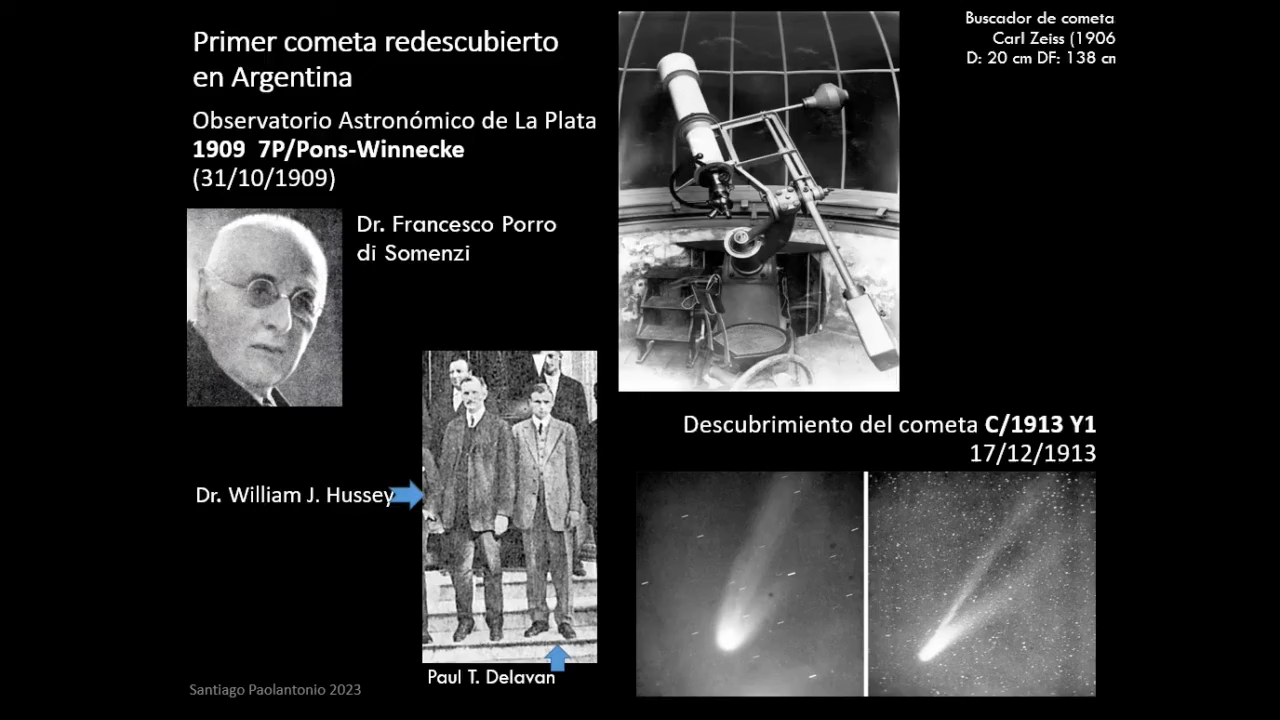 Primer cometa redescubierto
en Argentina
Observatorio Astronómico de La Plata
1909 7P/Pons-Winnecke
(31/10/1909)
Dr. Francesco Porro
di Somenzi
Buscador de cometa
Carl Zeiss (1906
D: 20 cm DF: 138 cm
Dr. William J. Hussey
Paul T. Delavan
Descubrimiento del cometa C/1913 Y1
17/12/1913
Santiago Paolantonio 2023